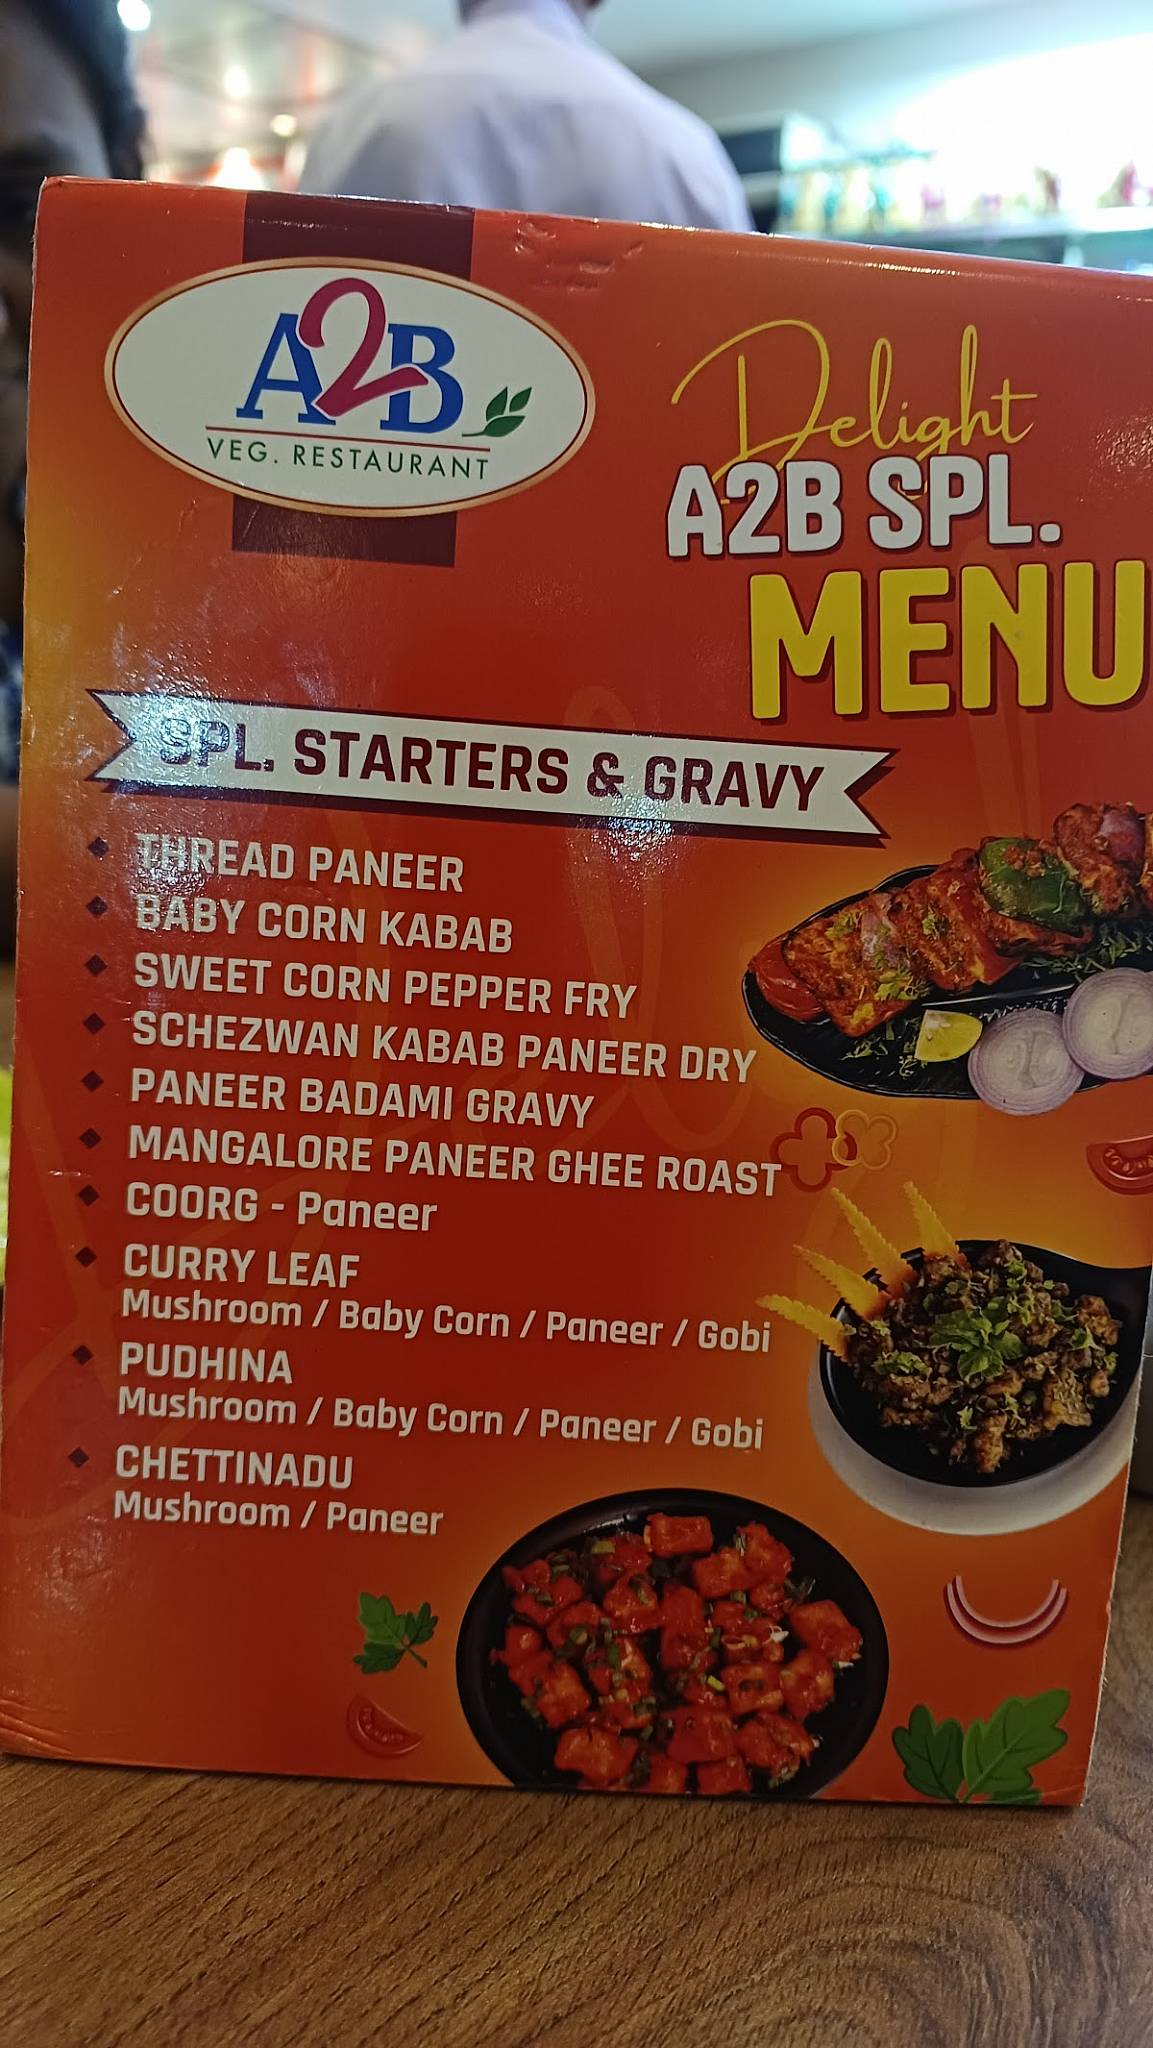 A2B
VEG. RESTAURANT
Delight
A2B SPL.
MENU
SPL. STARTERS & GRAVY
THREAD PANEER
BABY CORN KABAB
SWEET CORN PEPPER FRY
SCHEZWAN KABAB PANEER DRY
PANEER BADAMI GRAVY
MANGALORE PANEER GHEE ROAST
COORG - Paneer
CURRY LEAF
Mushroom / Baby Corn / Paneer / Gobi
PUDHINA
Mushroom / Baby Corn / Paneer / Gobi
CHETTINADU
Mushroom / Paneer